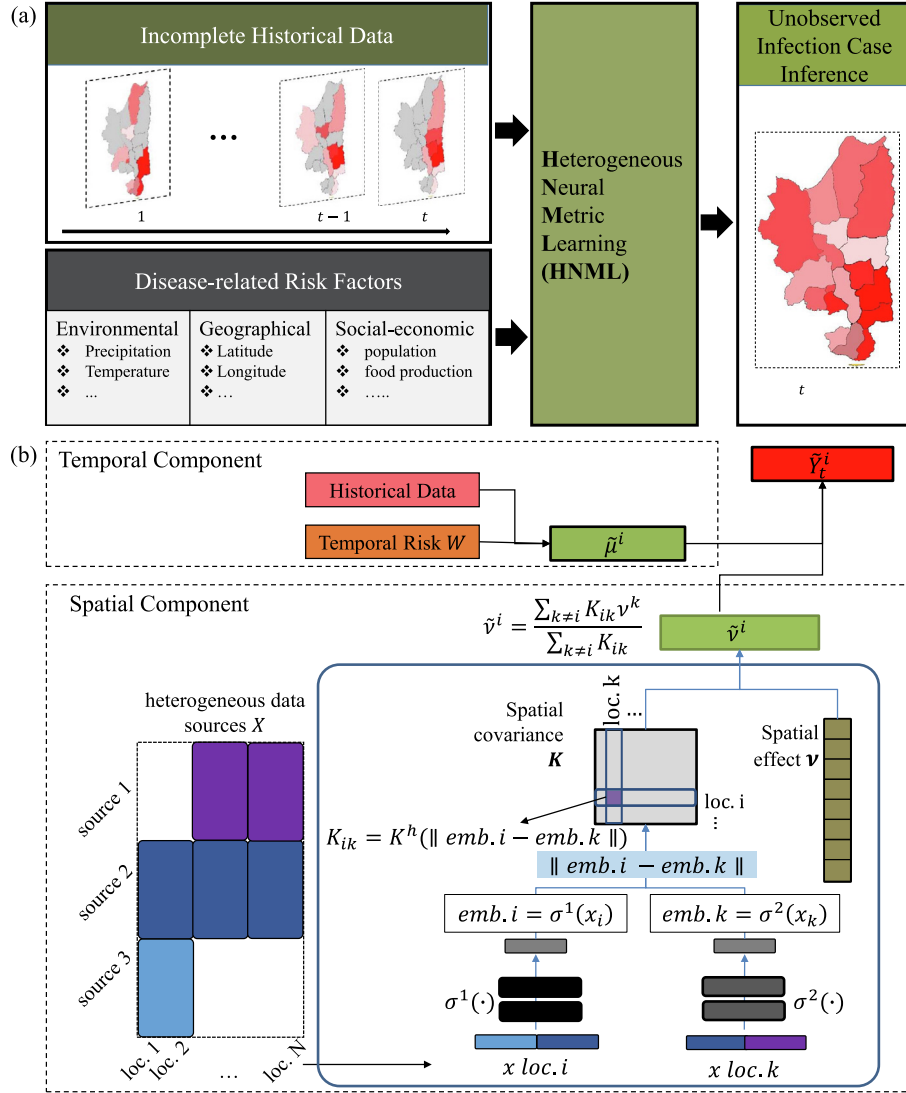 (a)
Incomplete Historical Data
...
1
t − 1
t
Disease-related Risk Factors
Environmental
❖ Precipitation
❖ Temperature
❖ ...
Geographical
❖ Latitude
❖ Longitude
❖ …
Social-economic
❖ population
❖ food production
❖ …..
Heterogeneous
Neural
Metric
Learning
(HNML)
Unobserved
Infection Case
Inference
t
(b)
Temporal Component
Historical Data
Temporal Risk W
μ̃^i
Ỹ_t^i
Spatial Component
ν̃^i = ∑_{k≠i} K_{ik} ν^k / ∑_{k≠i} K_{ik}
ν̃^i
heterogeneous data
sources X
source 1
source 2
source 3
loc. 1
loc. 2
...
loc. N
Spatial
covariance
K
loc. k
...
loc. i
...
Spatial
effect ν
K_{ik} = K^h(‖ emb. i − emb. k ‖)
‖ emb. i − emb. k ‖
emb. i = σ^1(x_i)
emb. k = σ^2(x_k)
σ^1(·)
σ^2(·)
x loc. i
x loc. k